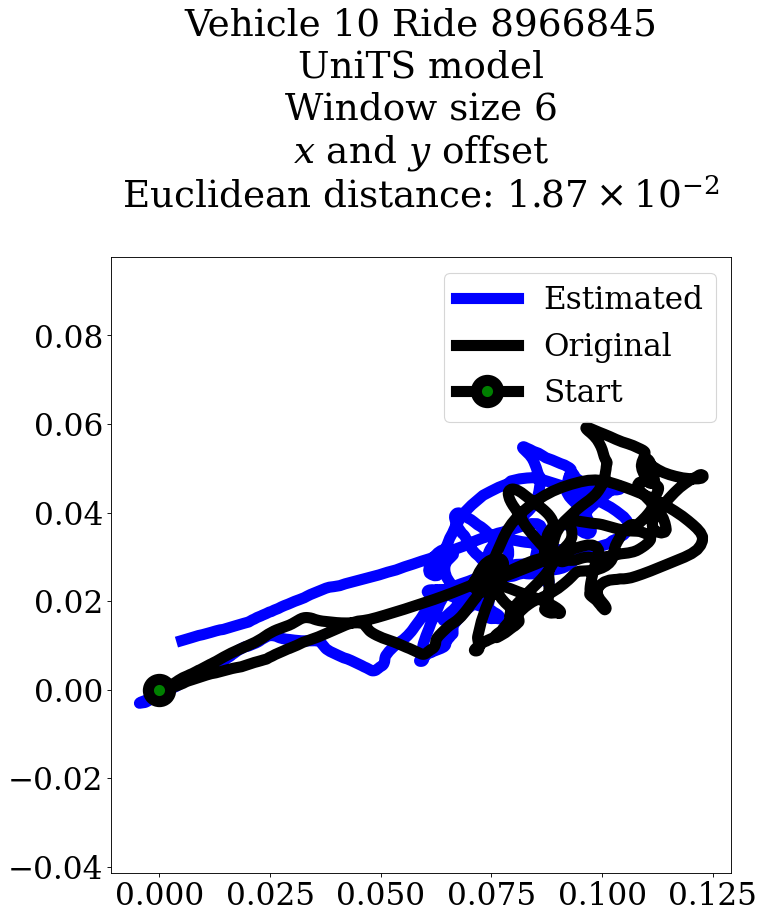 Vehicle 10 Ride 8966845
UniTS model
Window size 6
x and y offset
Euclidean distance: 1.87 × 10⁻²
Estimated
Original
Start
0.08
0.06
0.04
0.02
0.00
−0.02
−0.04
0.000 0.025 0.050 0.075 0.100 0.125